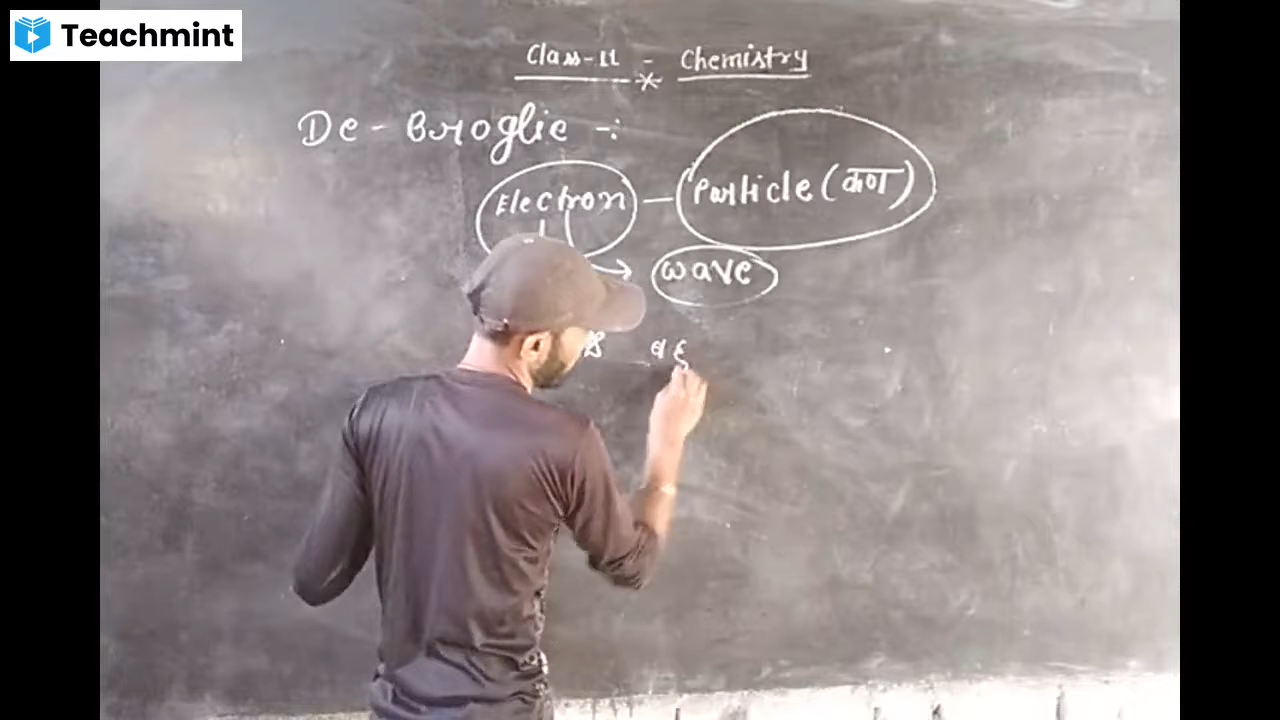 Teachmint
Class-11 - Chemistry
De-Broglie -:
Electron — Particle (कण)
wave